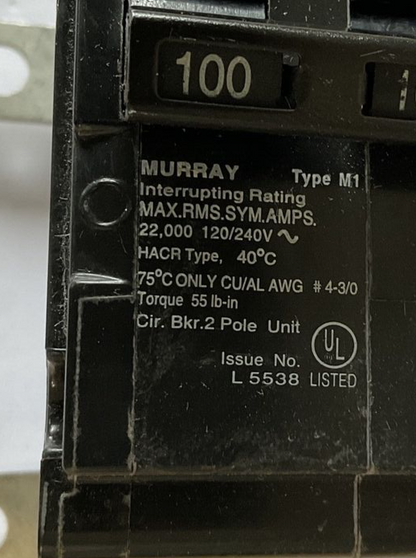 100
1
MURRAY Type M1
Interrupting Rating
MAX.RMS.SYM.AMPS.
22,000 120/240V ∿
HACR Type, 40°C
75°C ONLY CU/AL AWG #4-3/0
Torque 55 lb-in
Cir. Bkr.2 Pole Unit
UL
Issue No.
L 5538 LISTED